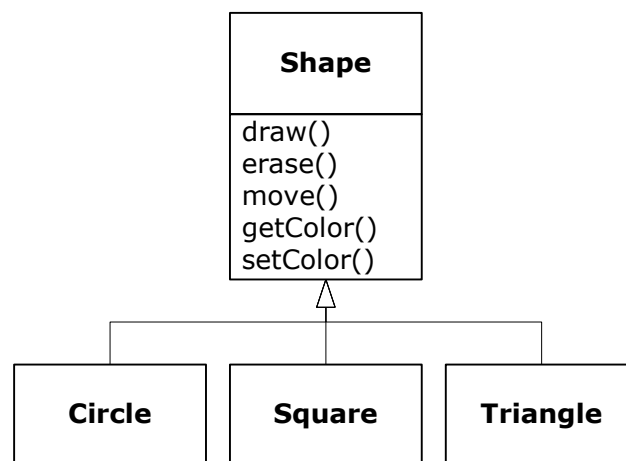 Shape
draw()
erase()
move()
getColor()
setColor()
Circle
Square
Triangle